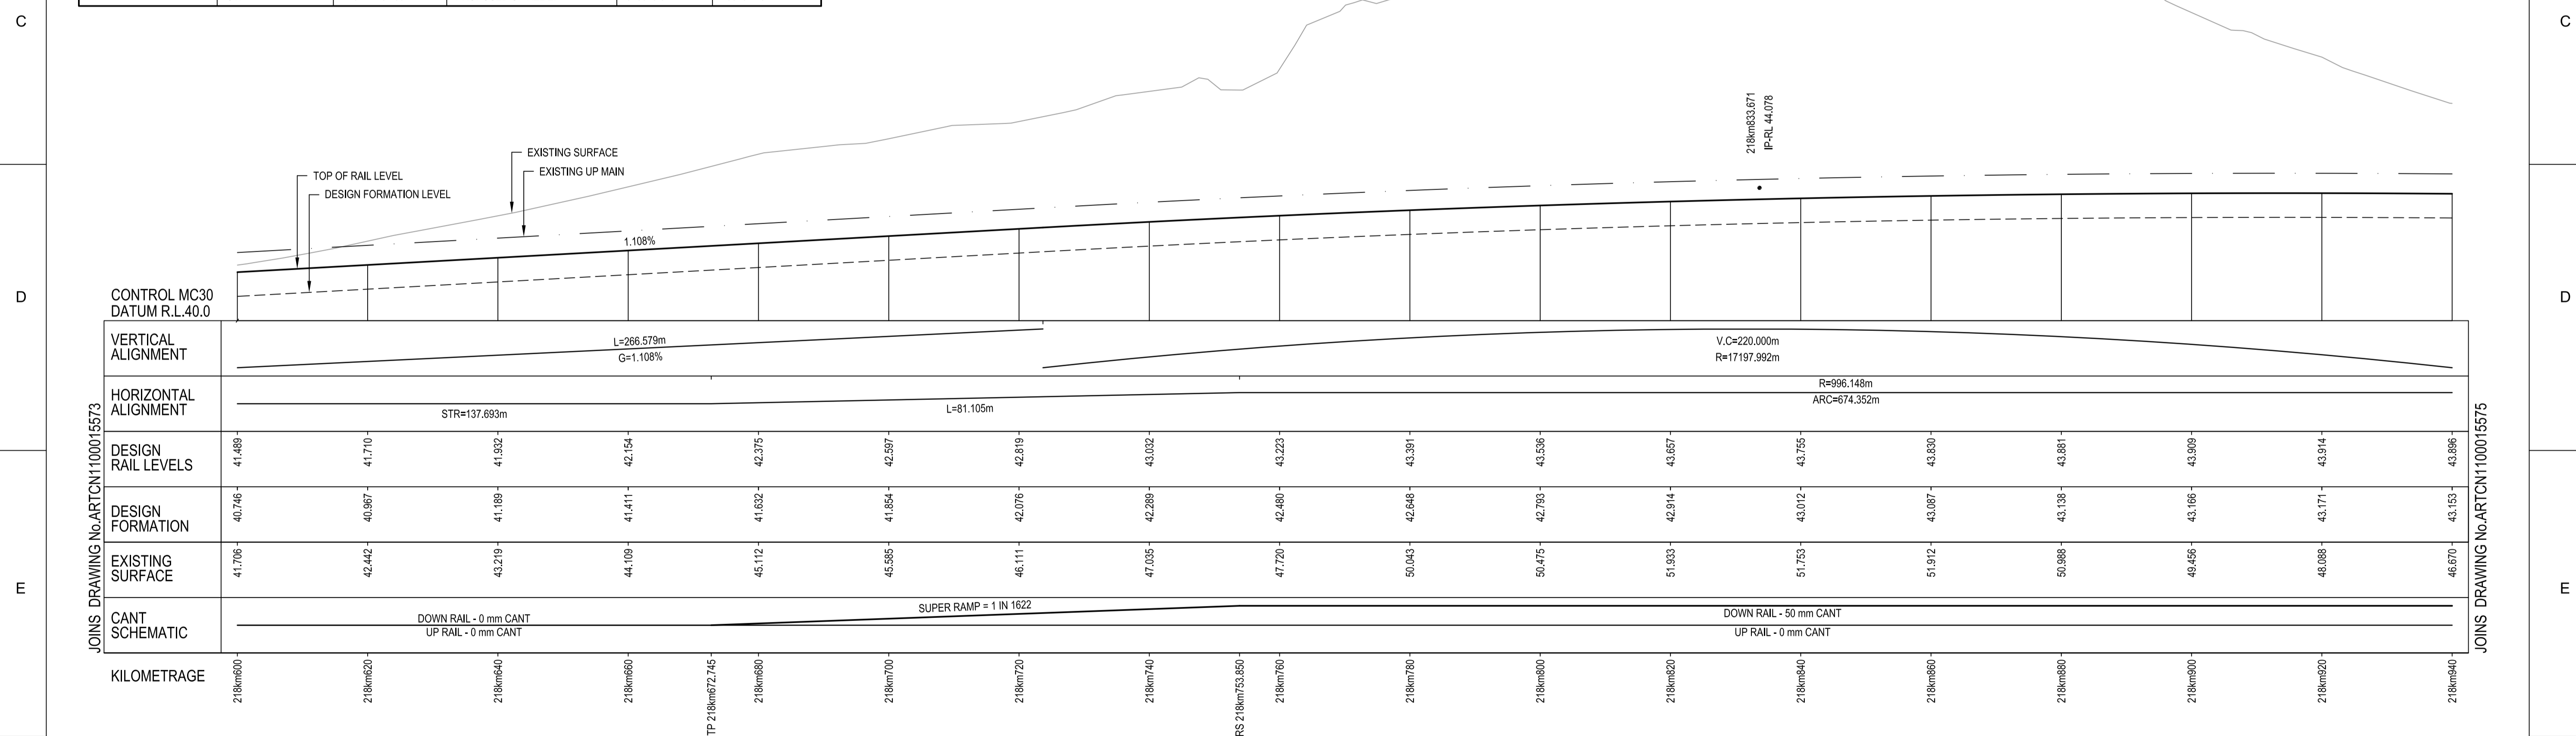 C
C
218km833.671
IP-RL 44.078
EXISTING SURFACE
EXISTING UP MAIN
TOP OF RAIL LEVEL
DESIGN FORMATION LEVEL
1.108%
D
D
CONTROL MC30
DATUM R.L.40.0
VERTICAL
ALIGNMENT
L=266.579m
G=1.108%
V.C=220.000m
R=17197.992m
HORIZONTAL
ALIGNMENT
STR=137.693m
L=81.105m
R=996.148m
ARC=674.352m
DESIGN
RAIL LEVELS
41.489 41.710 41.932 42.154 42.375 42.597 42.819 43.032 43.223 43.391 43.536 43.657 43.755 43.830 43.881 43.909 43.914 43.896
DESIGN
FORMATION
40.746 40.967 41.189 41.411 41.632 41.854 42.076 42.289 42.480 42.648 42.793 42.914 43.012 43.087 43.138 43.166 43.171 43.153
EXISTING
SURFACE
41.706 42.442 43.219 44.109 45.112 45.585 46.111 47.035 47.720 50.043 50.475 51.933 51.753 51.912 50.988 49.456 48.088 46.670
E
E
CANT
SCHEMATIC
DOWN RAIL - 0 mm CANT
UP RAIL - 0 mm CANT
SUPER RAMP = 1 IN 1622
DOWN RAIL - 50 mm CANT
UP RAIL - 0 mm CANT
KILOMETRAGE
218km600 218km620 218km640 218km660 TP 218km672.745 218km680 218km700 218km720 218km740 RS 218km753.850 218km760 218km780 218km800 218km820 218km840 218km860 218km880 218km900 218km920 218km940
JOINS DRAWING No.ARTCN1100015573
JOINS DRAWING No.ARTCN1100015575